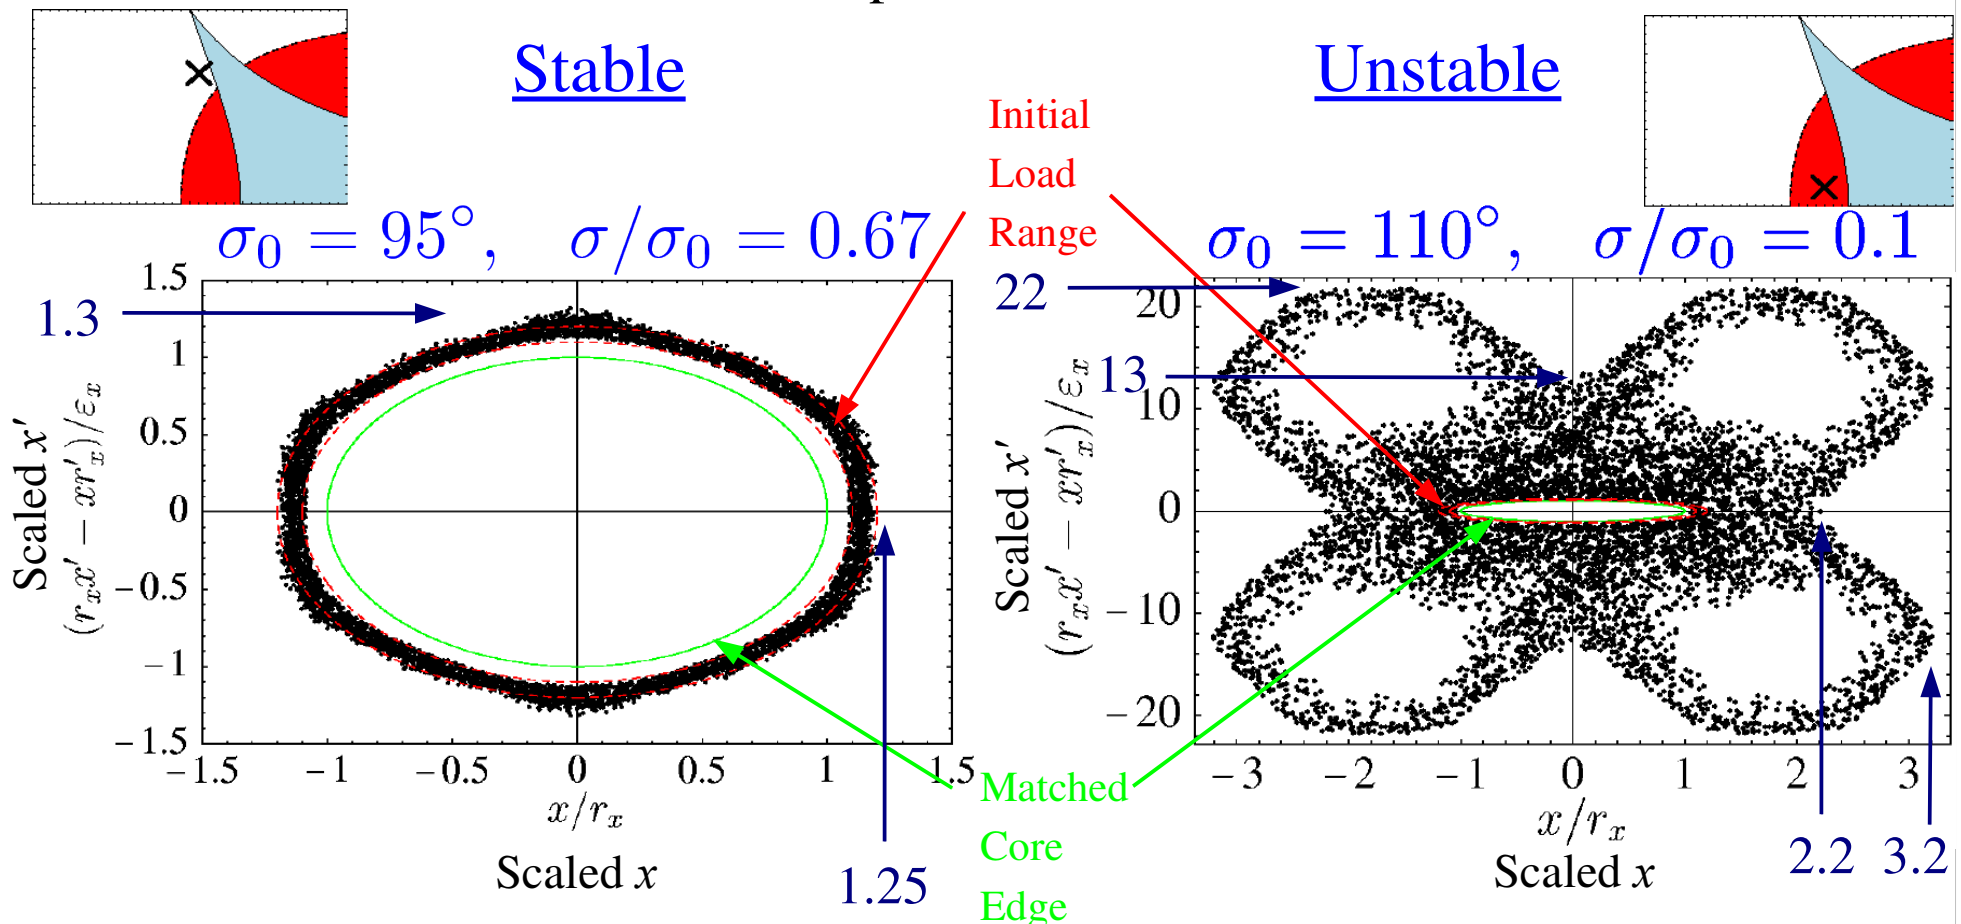 Stable
Unstable
Initial
Load
Range
σ₀ = 95°, σ/σ₀ = 0.67
σ₀ = 110°, σ/σ₀ = 0.1
1.3
22
13
Scaled x′
(rₓx′ − xr′ₓ)/εₓ
1.5
1
0.5
0
−0.5
−1
−1.5
−1.5 −1 −0.5 0 0.5 1 1.5
x/rₓ
Scaled x
1.25
Scaled x′
(rₓx′ − xr′ₓ)/εₓ
20
10
0
−10
−20
−3 −2 −1 0 1 2 3
x/rₓ
Scaled x
2.2 3.2
Matched
Core
Edge